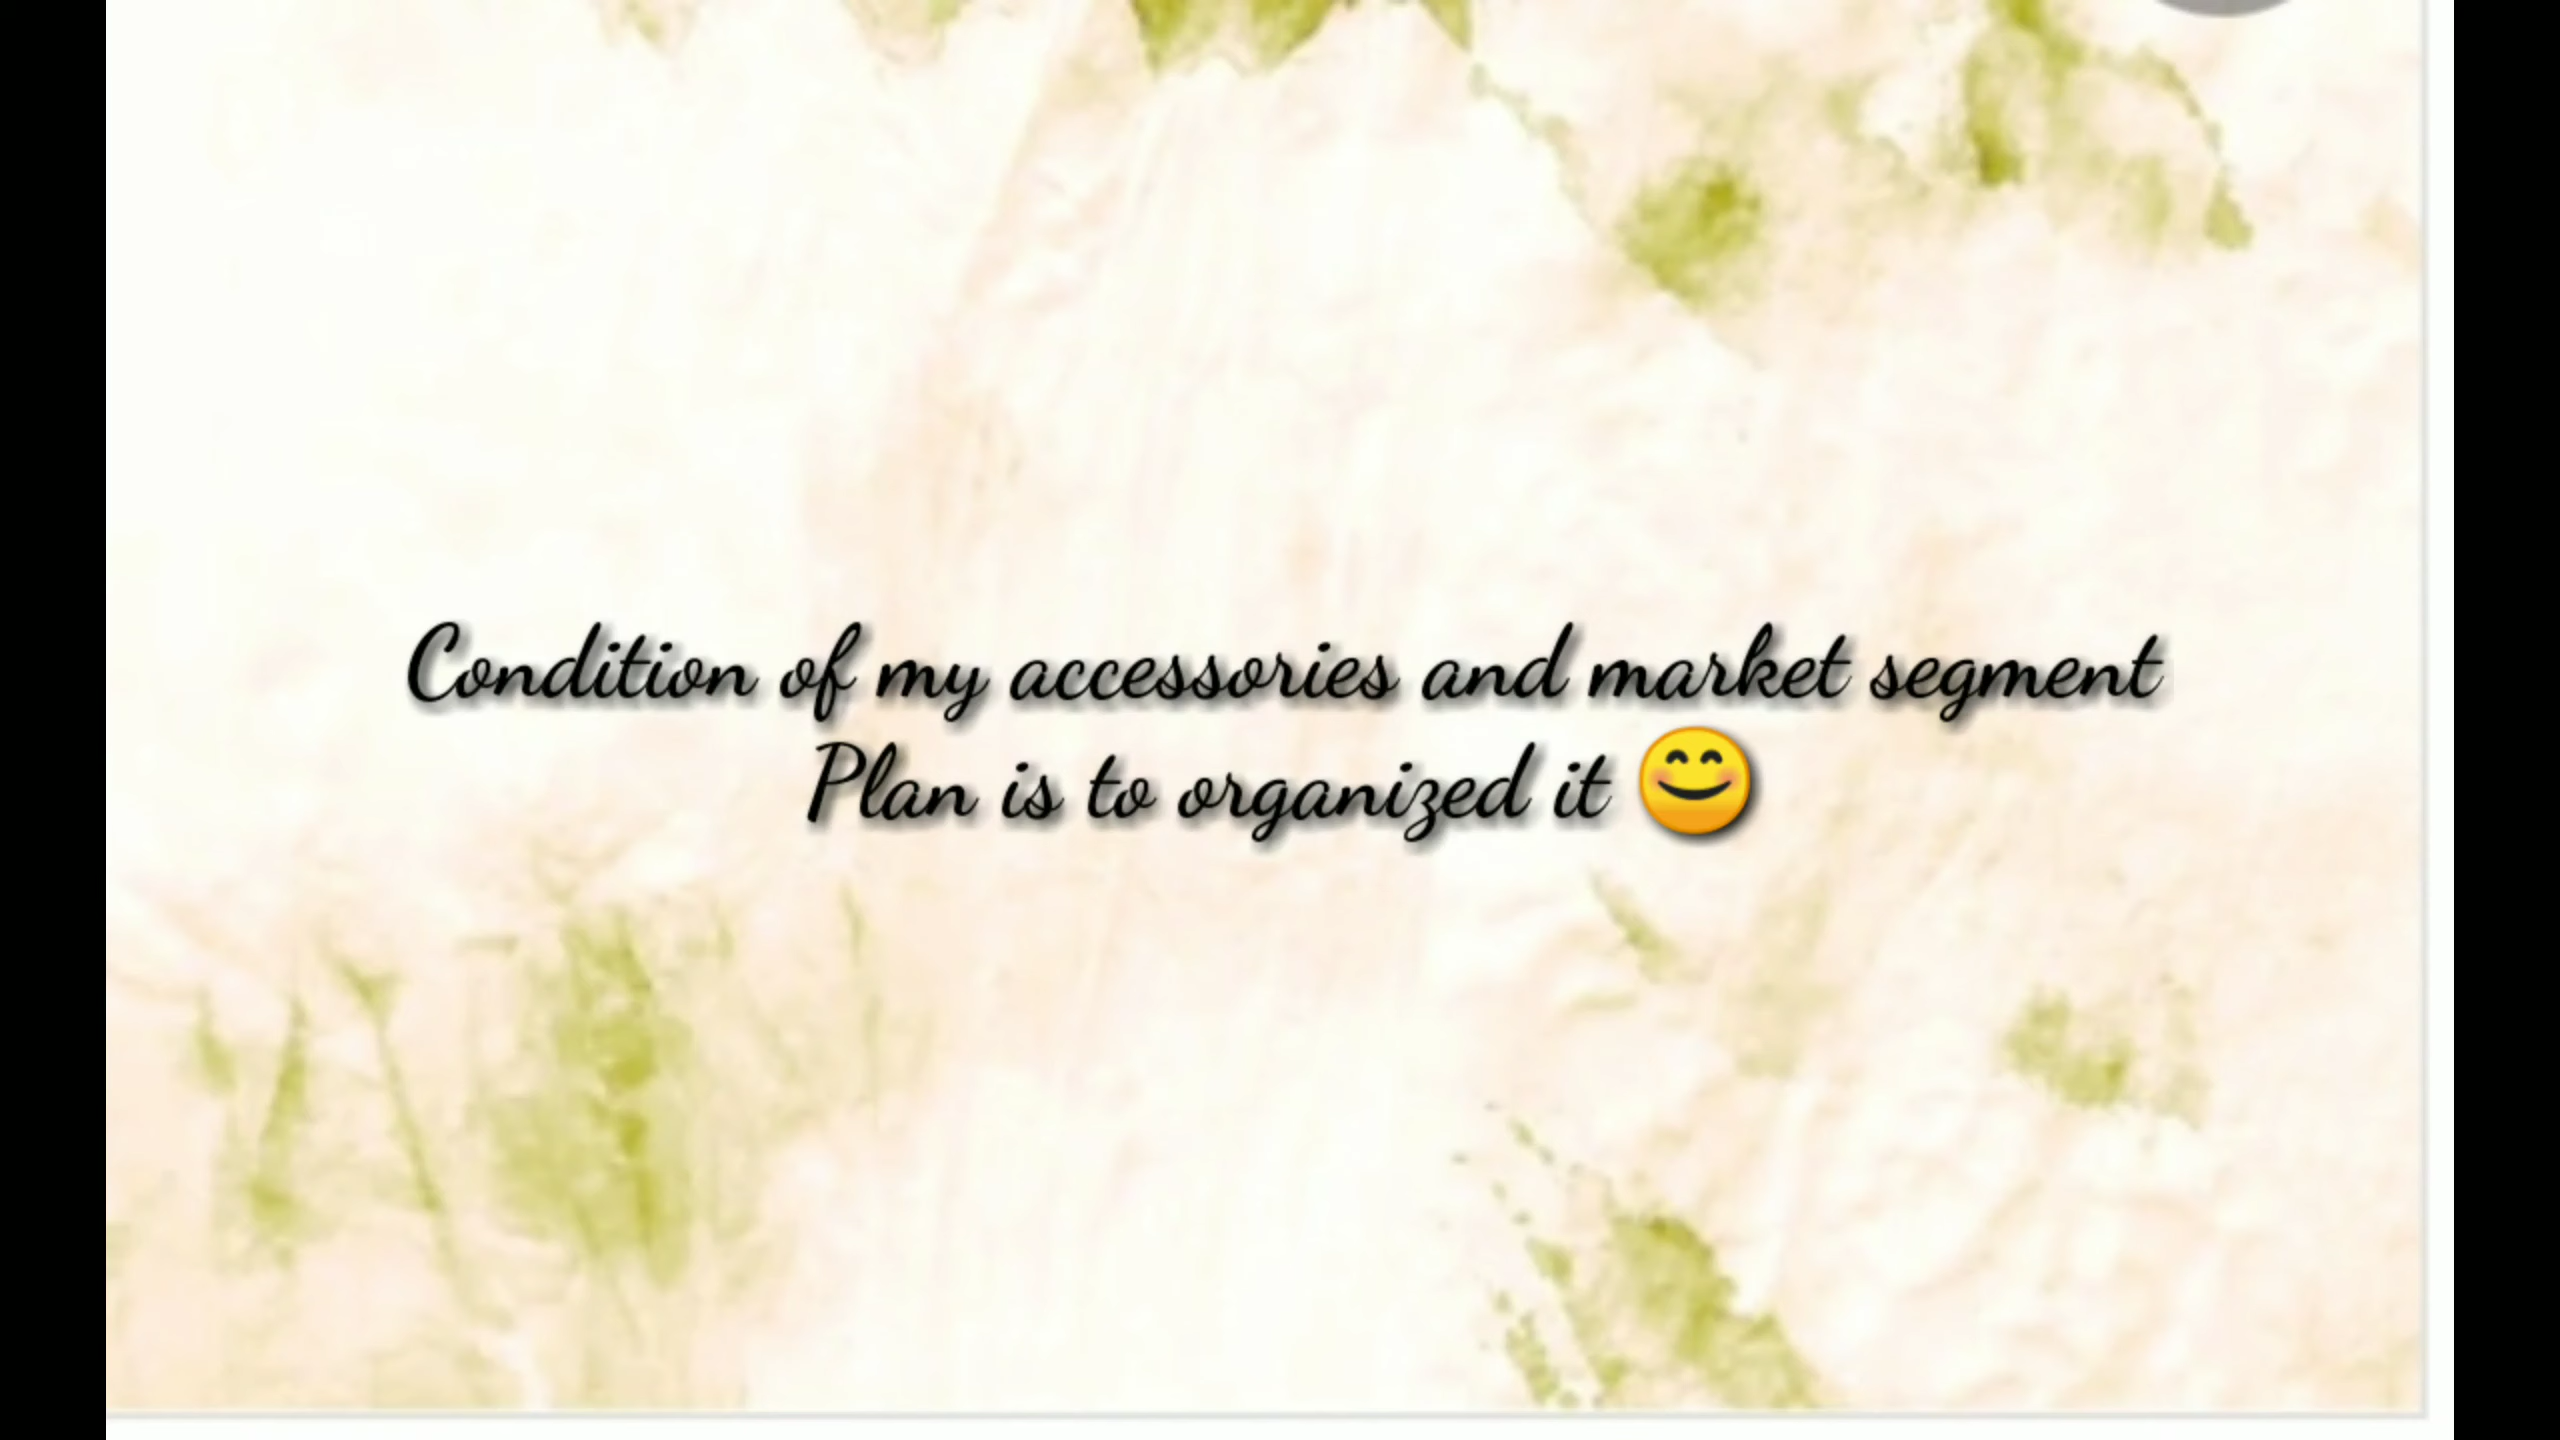 Condition of my accessories and market segment
Plan is to organized it 😊